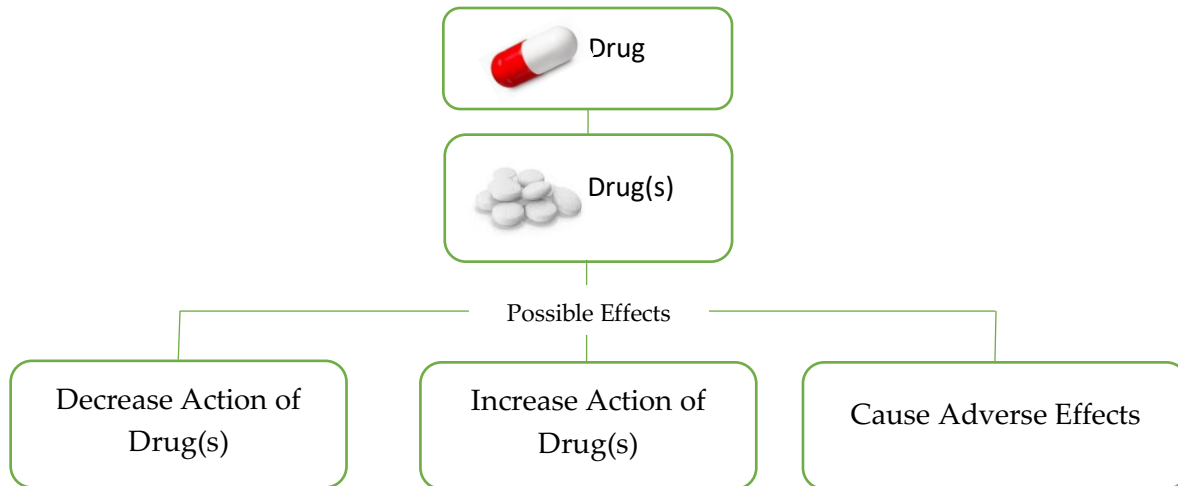 Drug
Drug(s)
Possible Effects
Decrease Action of
Drug(s)
Increase Action of
Drug(s)
Cause Adverse Effects